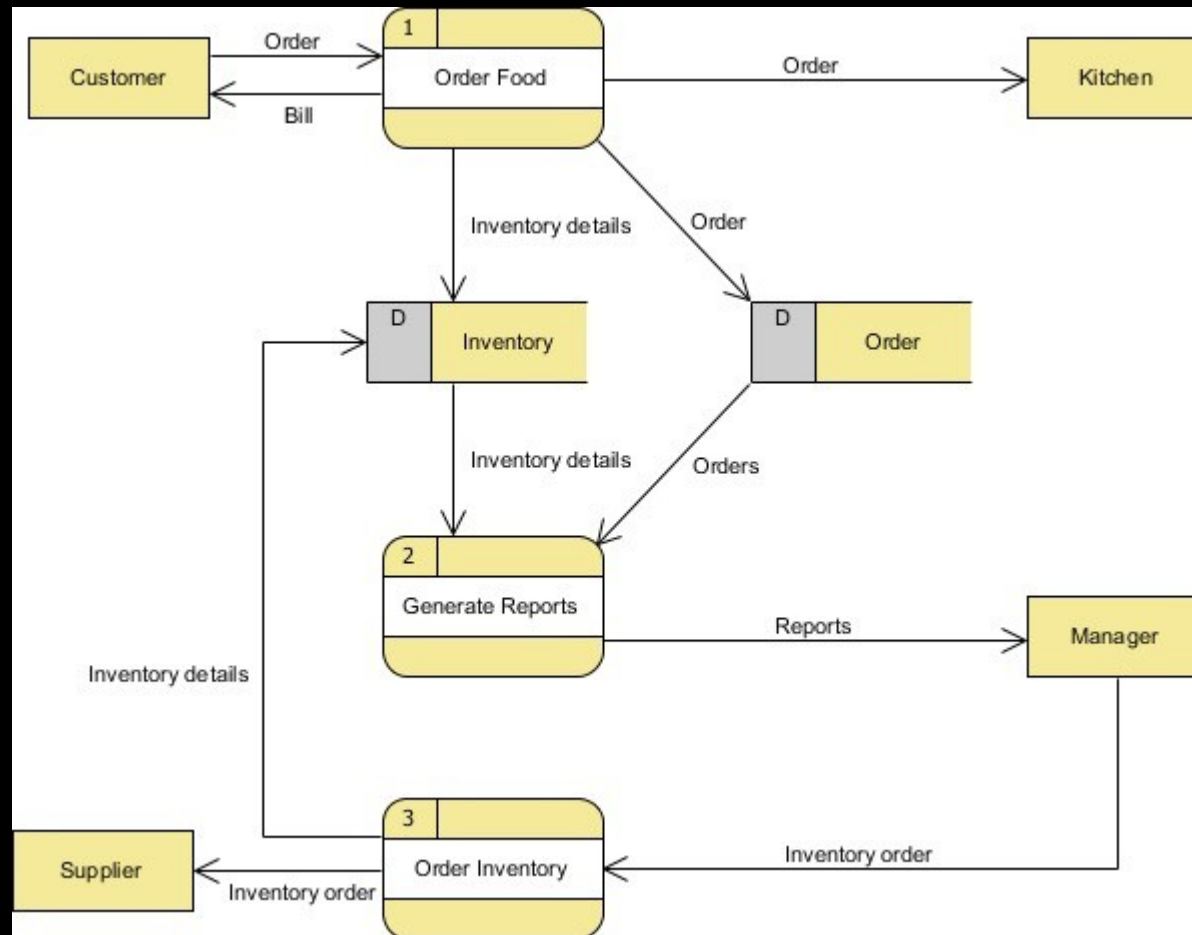 1
Order
Customer
Order Food
Order
Kitchen
Bill
Inventory details
Order
D
Inventory
D
Order
Inventory details
Orders
2
Generate Reports
Reports
Manager
Inventory details
3
Order Inventory
Inventory order
Supplier
Inventory order